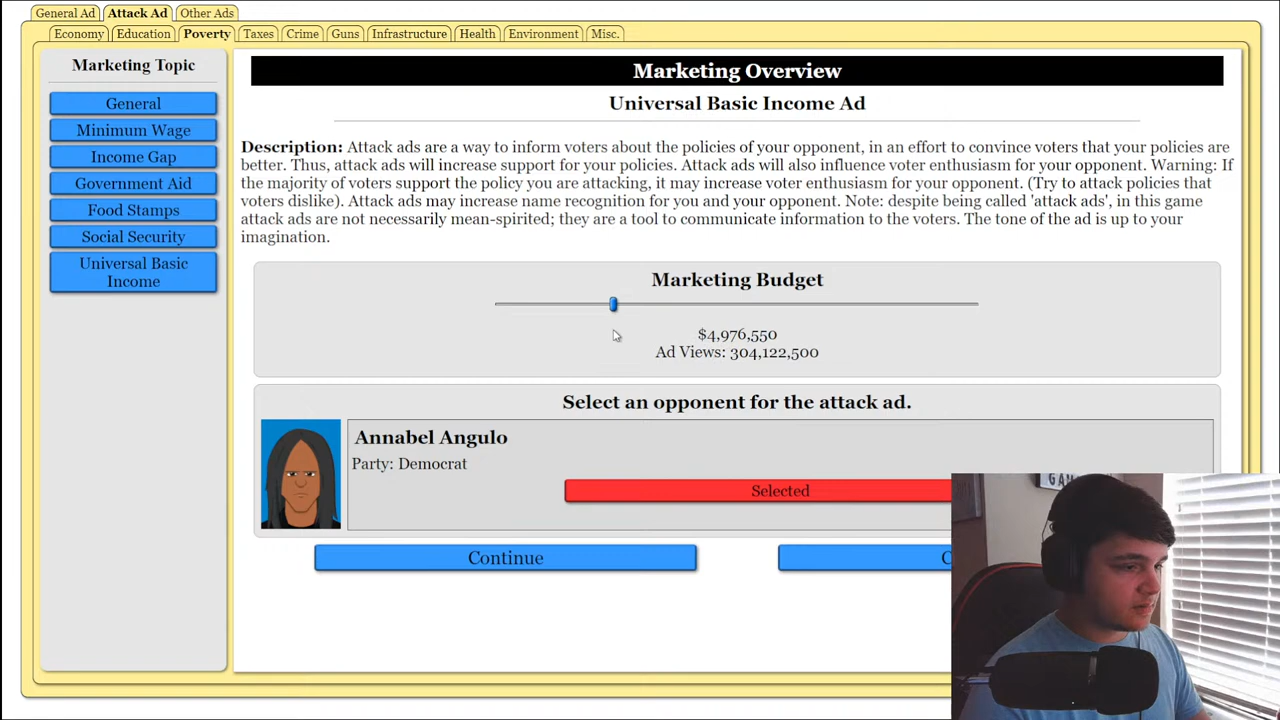 General Ad Attack Ad Other Ads
Economy Education Poverty Taxes Crime Guns Infrastructure Health Environment Misc.
Marketing Topic
General
Minimum Wage
Income Gap
Government Aid
Food Stamps
Social Security
Universal Basic
Income
Marketing Overview
Universal Basic Income Ad
Description: Attack ads are a way to inform voters about the policies of your opponent, in an effort to convince voters that your policies are
better. Thus, attack ads will increase support for your policies. Attack ads will also influence voter enthusiasm for your opponent. Warning: If
the majority of voters support the policy you are attacking, it may increase voter enthusiasm for your opponent. (Try to attack policies that
voters dislike). Attack ads may increase name recognition for you and your opponent. Note: despite being called 'attack ads', in this game
attack ads are not necessarily mean-spirited; they are a tool to communicate information to the voters. The tone of the ad is up to your
imagination.
Marketing Budget
$4,976,550
Ad Views: 304,122,500
Select an opponent for the attack ad.
Annabel Angulo
Party: Democrat
Selected
Continue